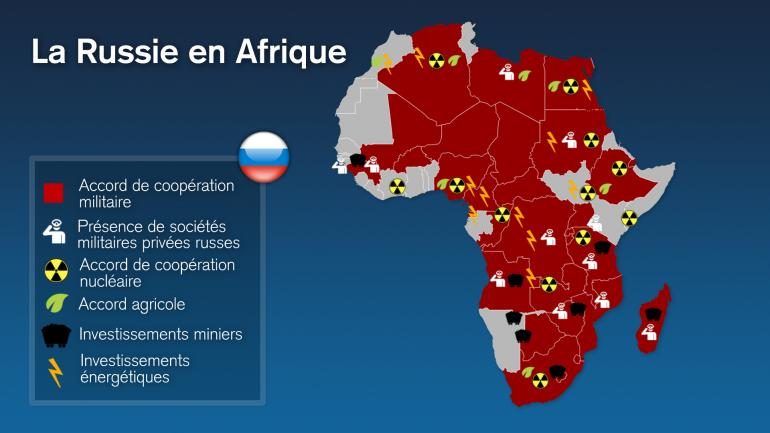 La Russie en Afrique
Accord de coopération
militaire
Présence de sociétés
militaires privées russes
Accord de coopération
nucléaire
Accord agricole
Investissements miniers
Investissements
énergétiques